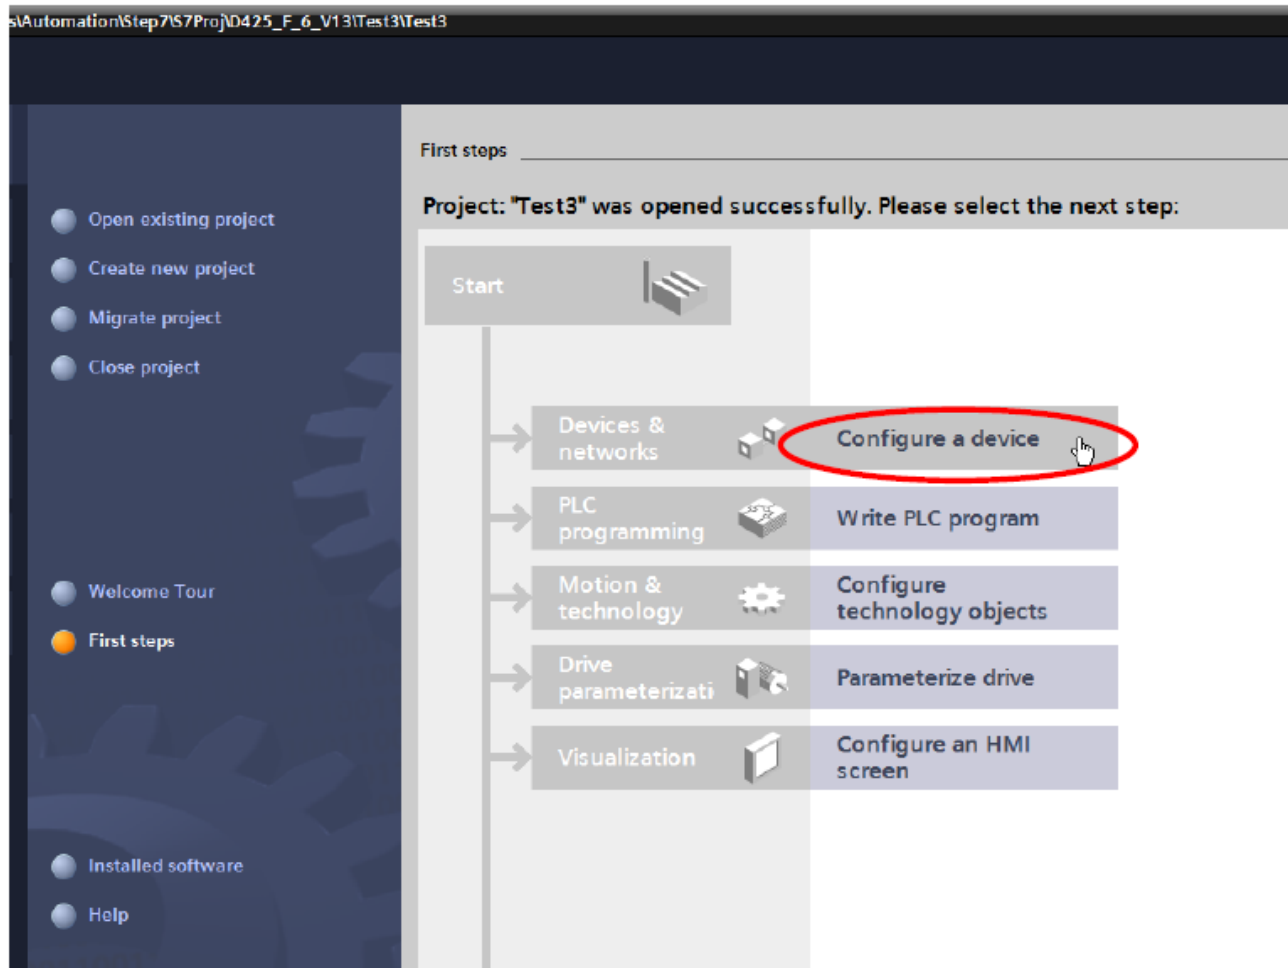 s\Automation\Step7\S7Proj\D425_F_6_V13\Test3\Test3
First steps
Project: "Test3" was opened successfully. Please select the next step:
Open existing project
Create new project
Migrate project
Close project
Welcome Tour
First steps
Installed software
Help
Start
Devices &
networks
Configure a device
PLC
programming
Write PLC program
Motion &
technology
Configure
technology objects
Drive
parameterizati
Parameterize drive
Visualization
Configure an HMI
screen